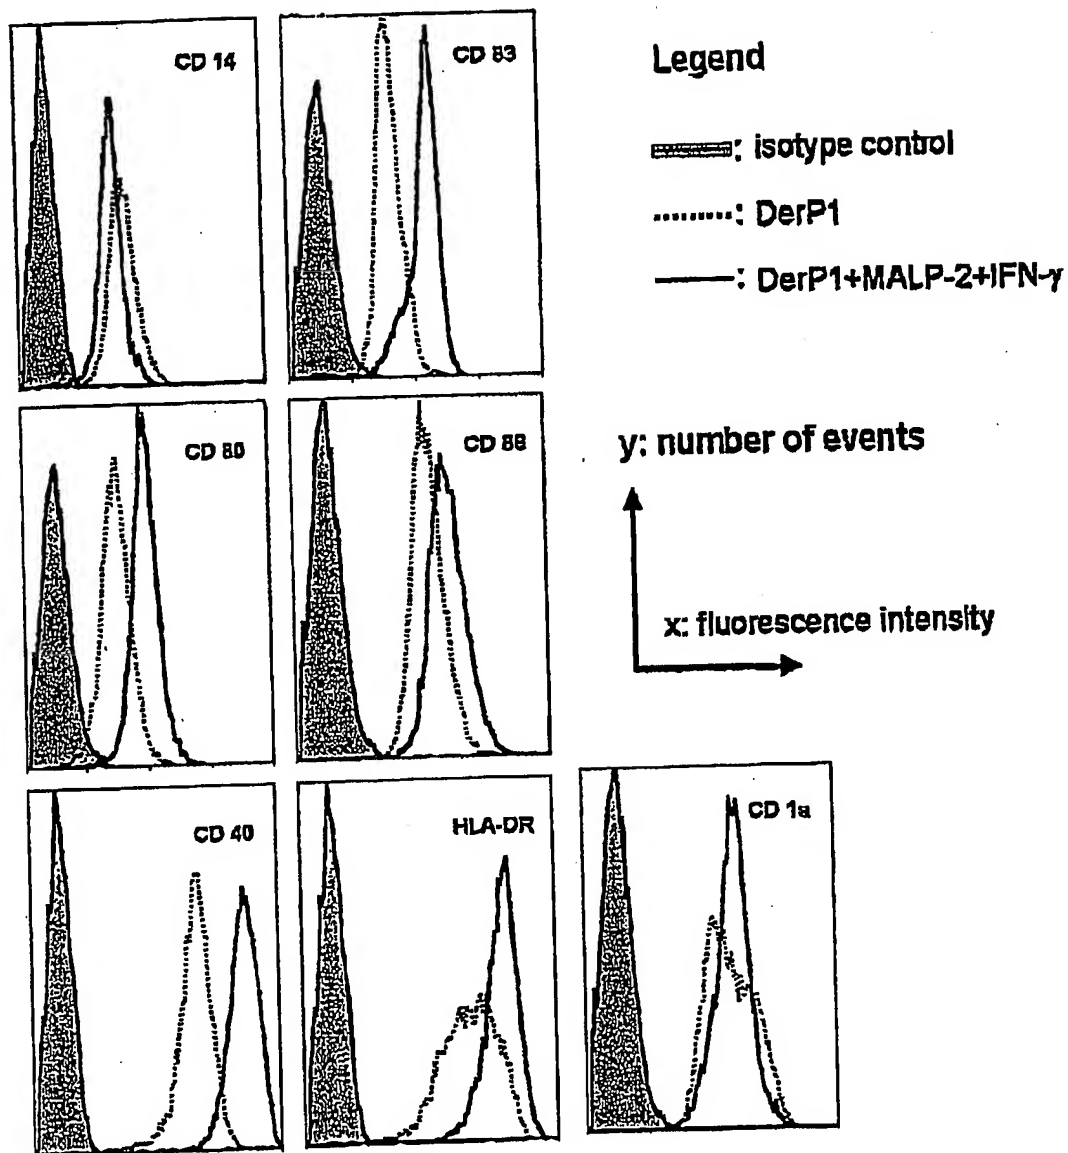 CD 14
CD 83
Legend
: isotype control
: DerP1
: DerP1+MALP-2+IFN-γ
CD 80
CD 86
y: number of events
x: fluorescence intensity
CD 40
HLA-DR
CD 1a